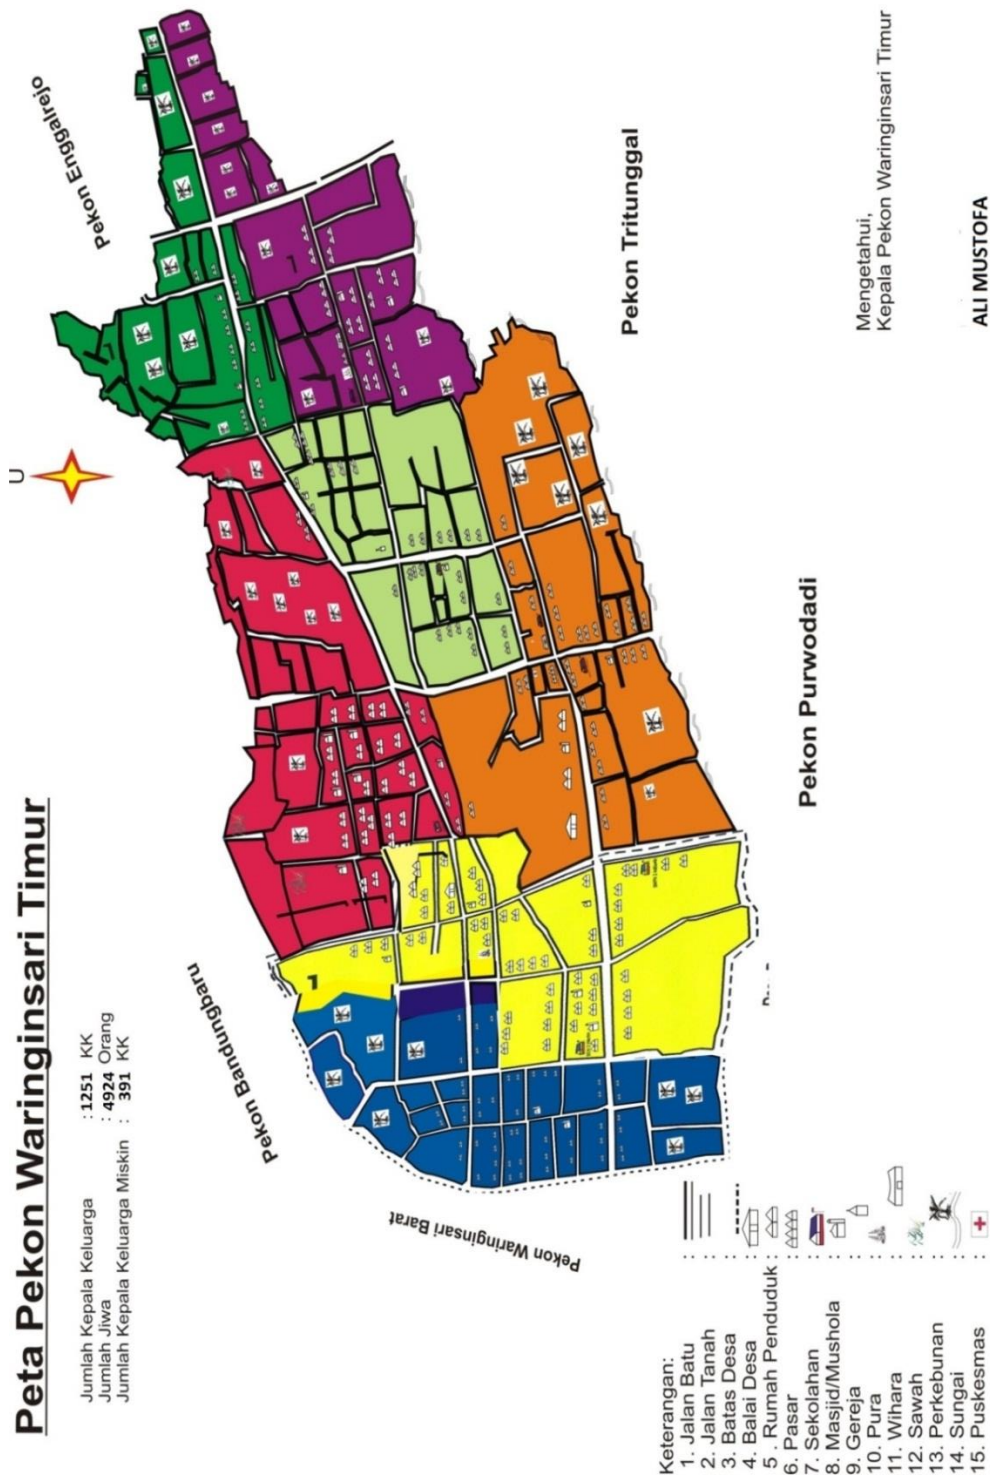 Peta Pekon Waringinsari Timur
Jumlah Kepala Keluarga : 1251 KK
Jumlah Jiwa : 4924 Orang
Jumlah Kepala Keluarga Miskin : 391 KK
U
Pekon Enggalrejo
Pekon Bandungbaru
Pekon Waringinsari Barat
Pekon Tritunggal
Pekon Purwodadi
Keterangan:
1. Jalan Batu :
2. Jalan Tanah :
3. Batas Desa :
4. Balai Desa :
5 . Rumah Penduduk :
6. Pasar :
7. Sekolahan :
8. Masjid/Mushola :
9. Gereja :
10. Pura :
11. Wihara :
12. Sawah :
13. Perkebunan :
14. Sungai :
15. Puskesmas :
Mengetahui,
Kepala Pekon Waringinsari Timur
ALI MUSTOFA